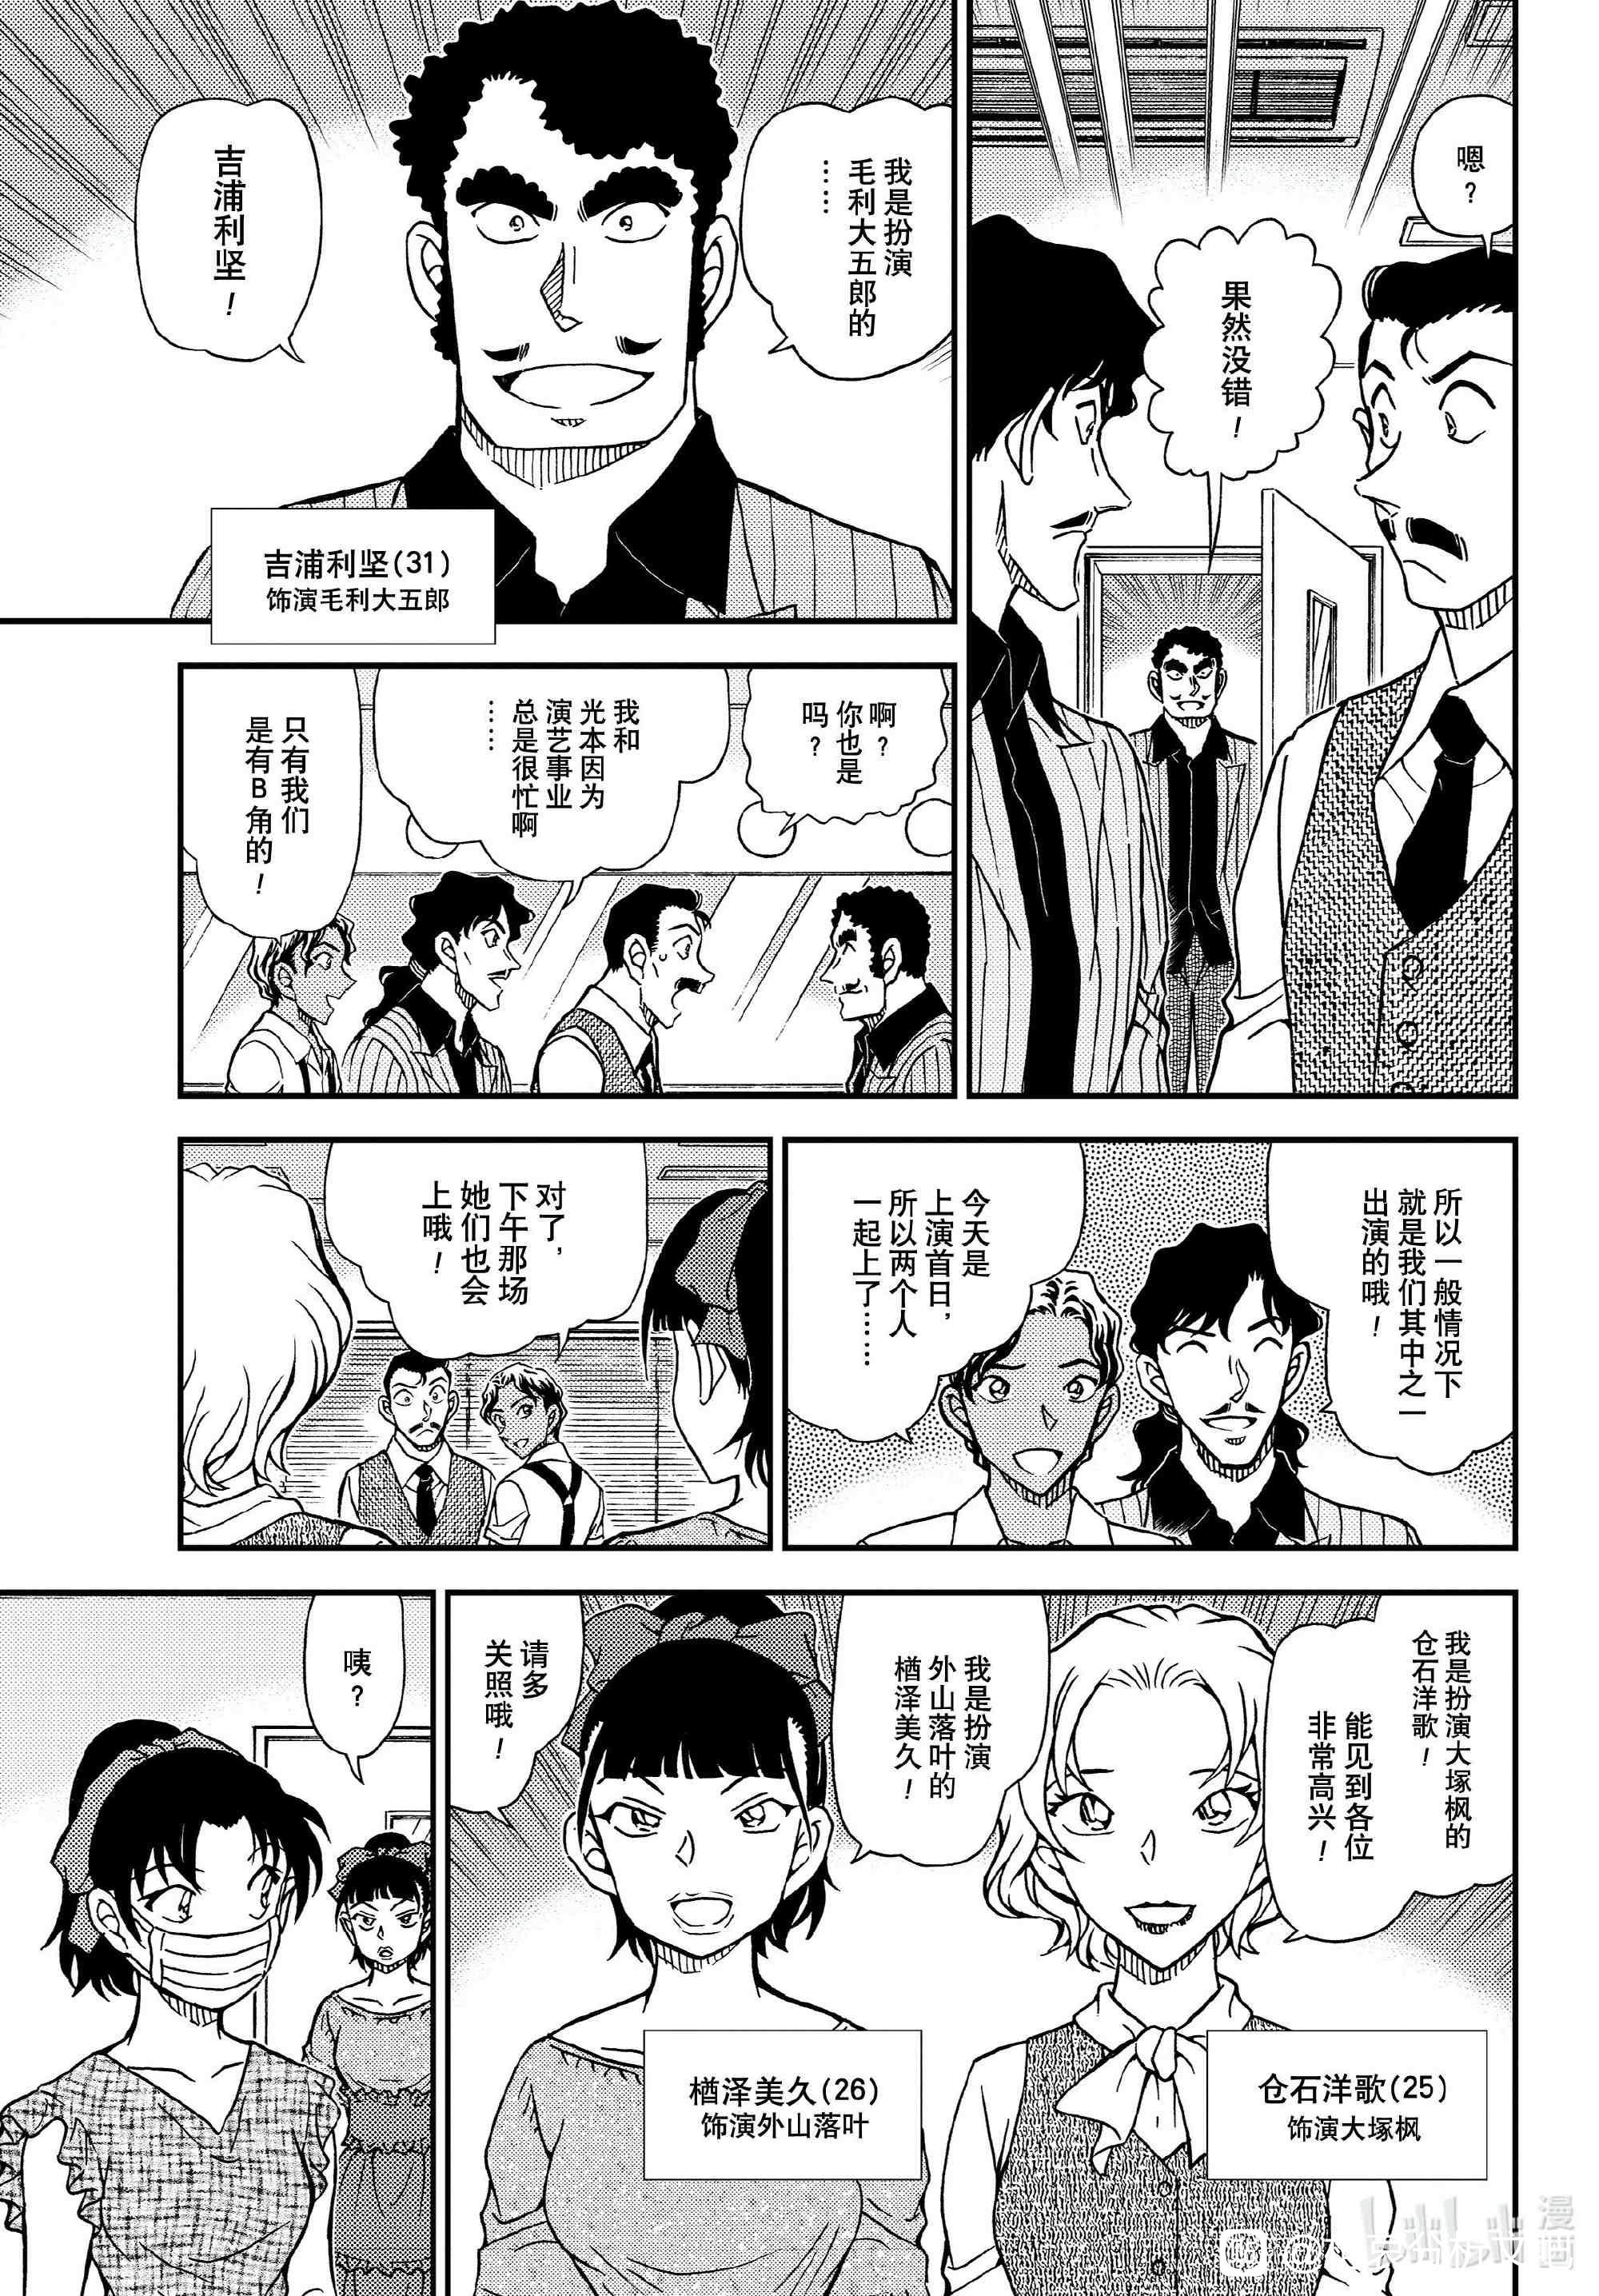 嗯？
果然没错！
我是扮演
毛利大五郎的
……
吉浦利坚！
吉浦利坚(31)
饰演毛利大五郎
啊？
你也是
吗？
我和
光本因为
演艺事业
总是很忙啊
……
只有我们
是有B角的！
所以一般情况下
就是我们其中之一
出演的哦！
今天是
上演首日，
所以两个人
一起上了……
对了，
下午那场
她们也会
上哦！
我是扮演大塚枫的
仓石洋歌！
能见到各位
非常高兴！
仓石洋歌(25)
饰演大塚枫
我是扮演
外山落叶的
楢泽美久！
请多
关照哦！
楢泽美久(26)
饰演外山落叶
咦？
漫画